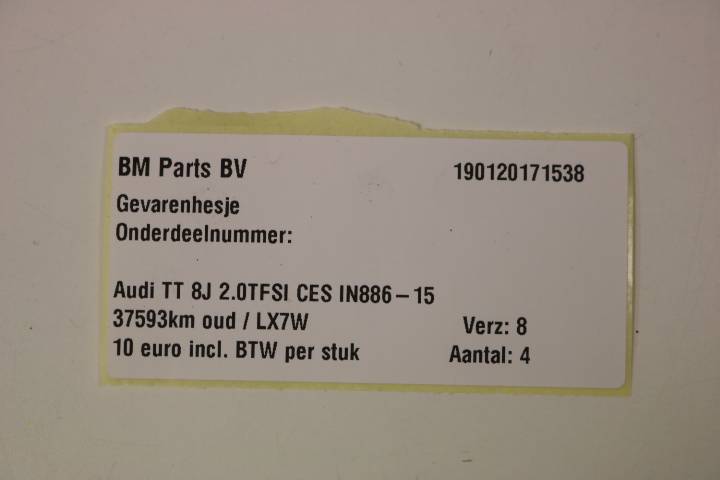 BM Parts BV 190120171538
Gevarenhesje
Onderdeelnummer:
Audi TT 8J 2.0TFSI CES IN886-15
37593km oud / LX7W Verz: 8
10 euro incl. BTW per stuk Aantal: 4